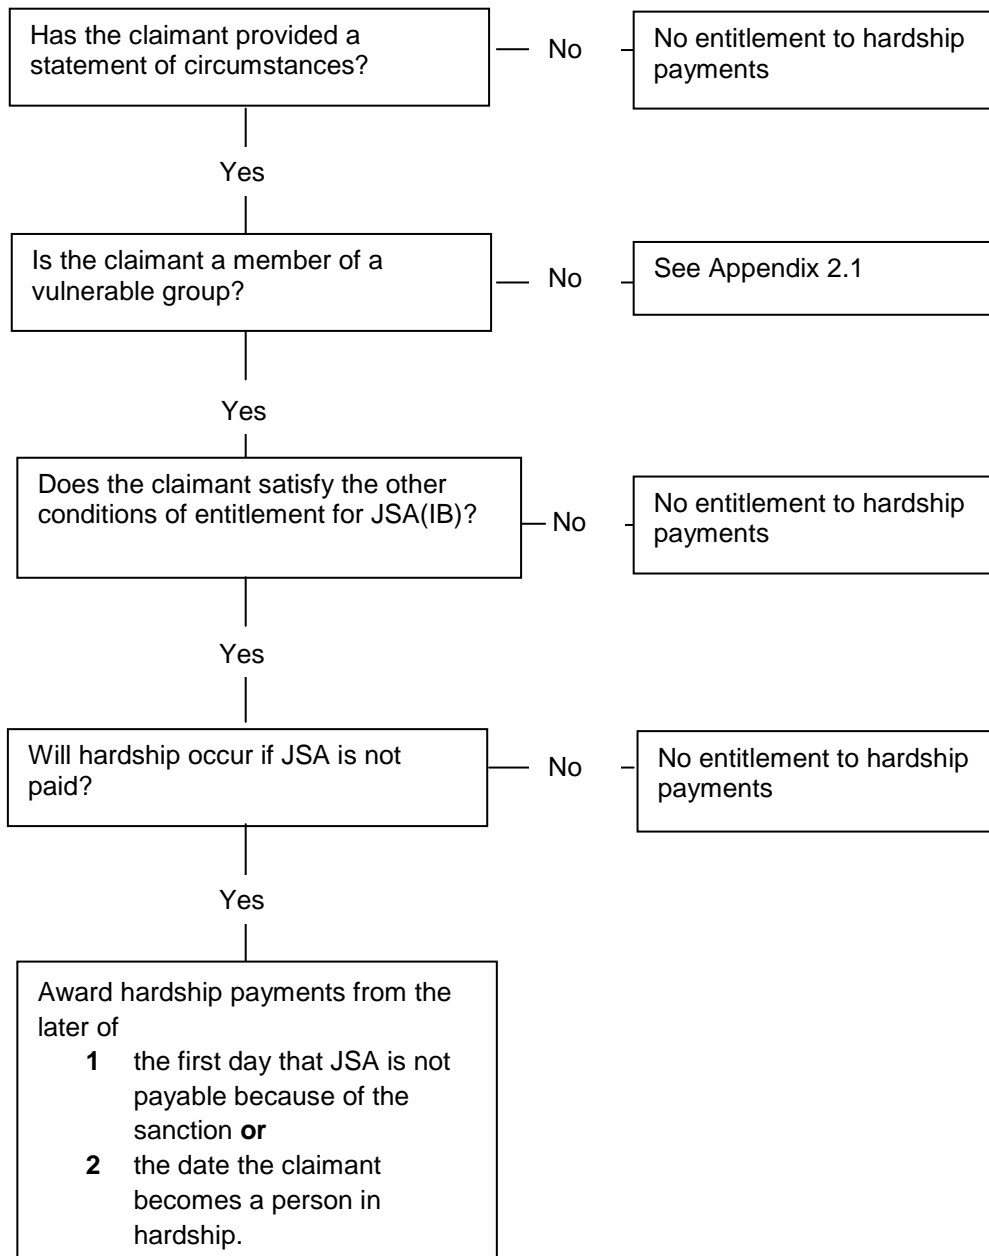 Has the claimant provided a
statement of circumstances?
No
No entitlement to hardship
payments
Yes
Is the claimant a member of a
vulnerable group?
No
See Appendix 2.1
Yes
Does the claimant satisfy the other
conditions of entitlement for JSA(IB)?
No
No entitlement to hardship
payments
Yes
Will hardship occur if JSA is not
paid?
No
No entitlement to hardship
payments
Yes
Award hardship payments from the
later of
1 the first day that JSA is not
payable because of the
sanction or
2 the date the claimant
becomes a person in
hardship.